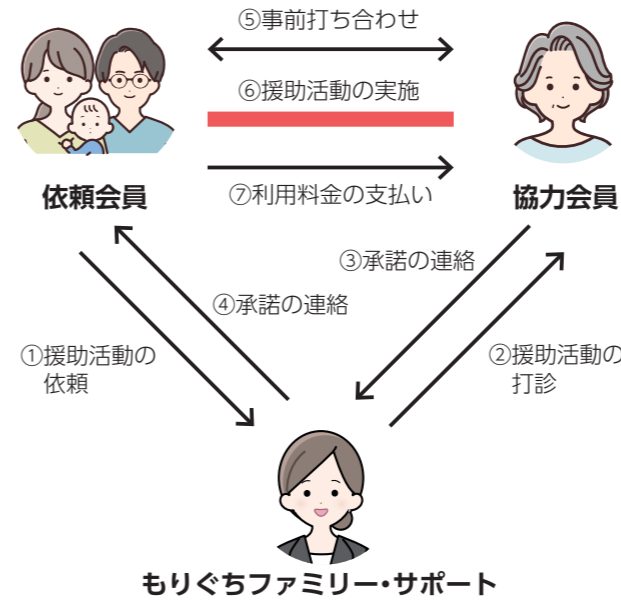 ⑤事前打ち合わせ
⑥援助活動の実施
⑦利用料金の支払い
依頼会員
協力会員
③承諾の連絡
④承諾の連絡
①援助活動の
依頼
②援助活動の
打診
もりぐちファミリー・サポート